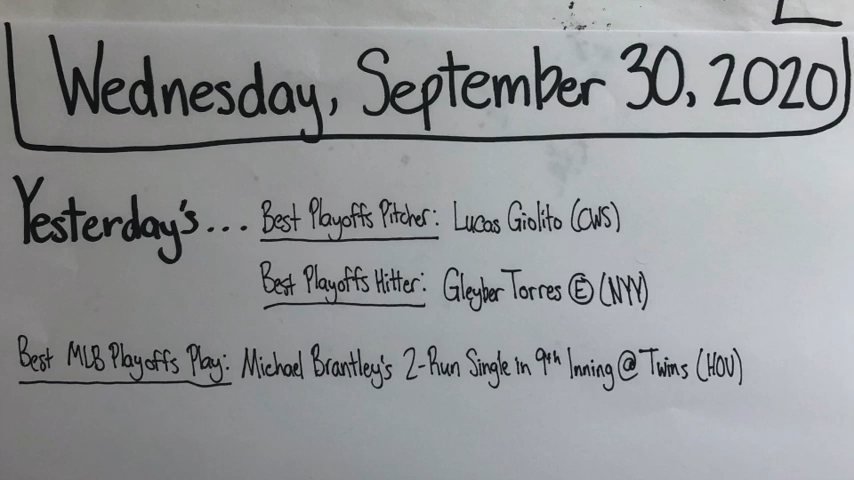 Wednesday, September 30, 2020
Yesterday's... Best Playoffs Pitcher: Lucas Giolito (CWS)
Best Playoffs Hitter: Gleyber Torres Ⓔ (NYY)
Best MLB Playoffs Play: Michael Brantley's 2-Run Single in 9th Inning @ Twins (HOU)